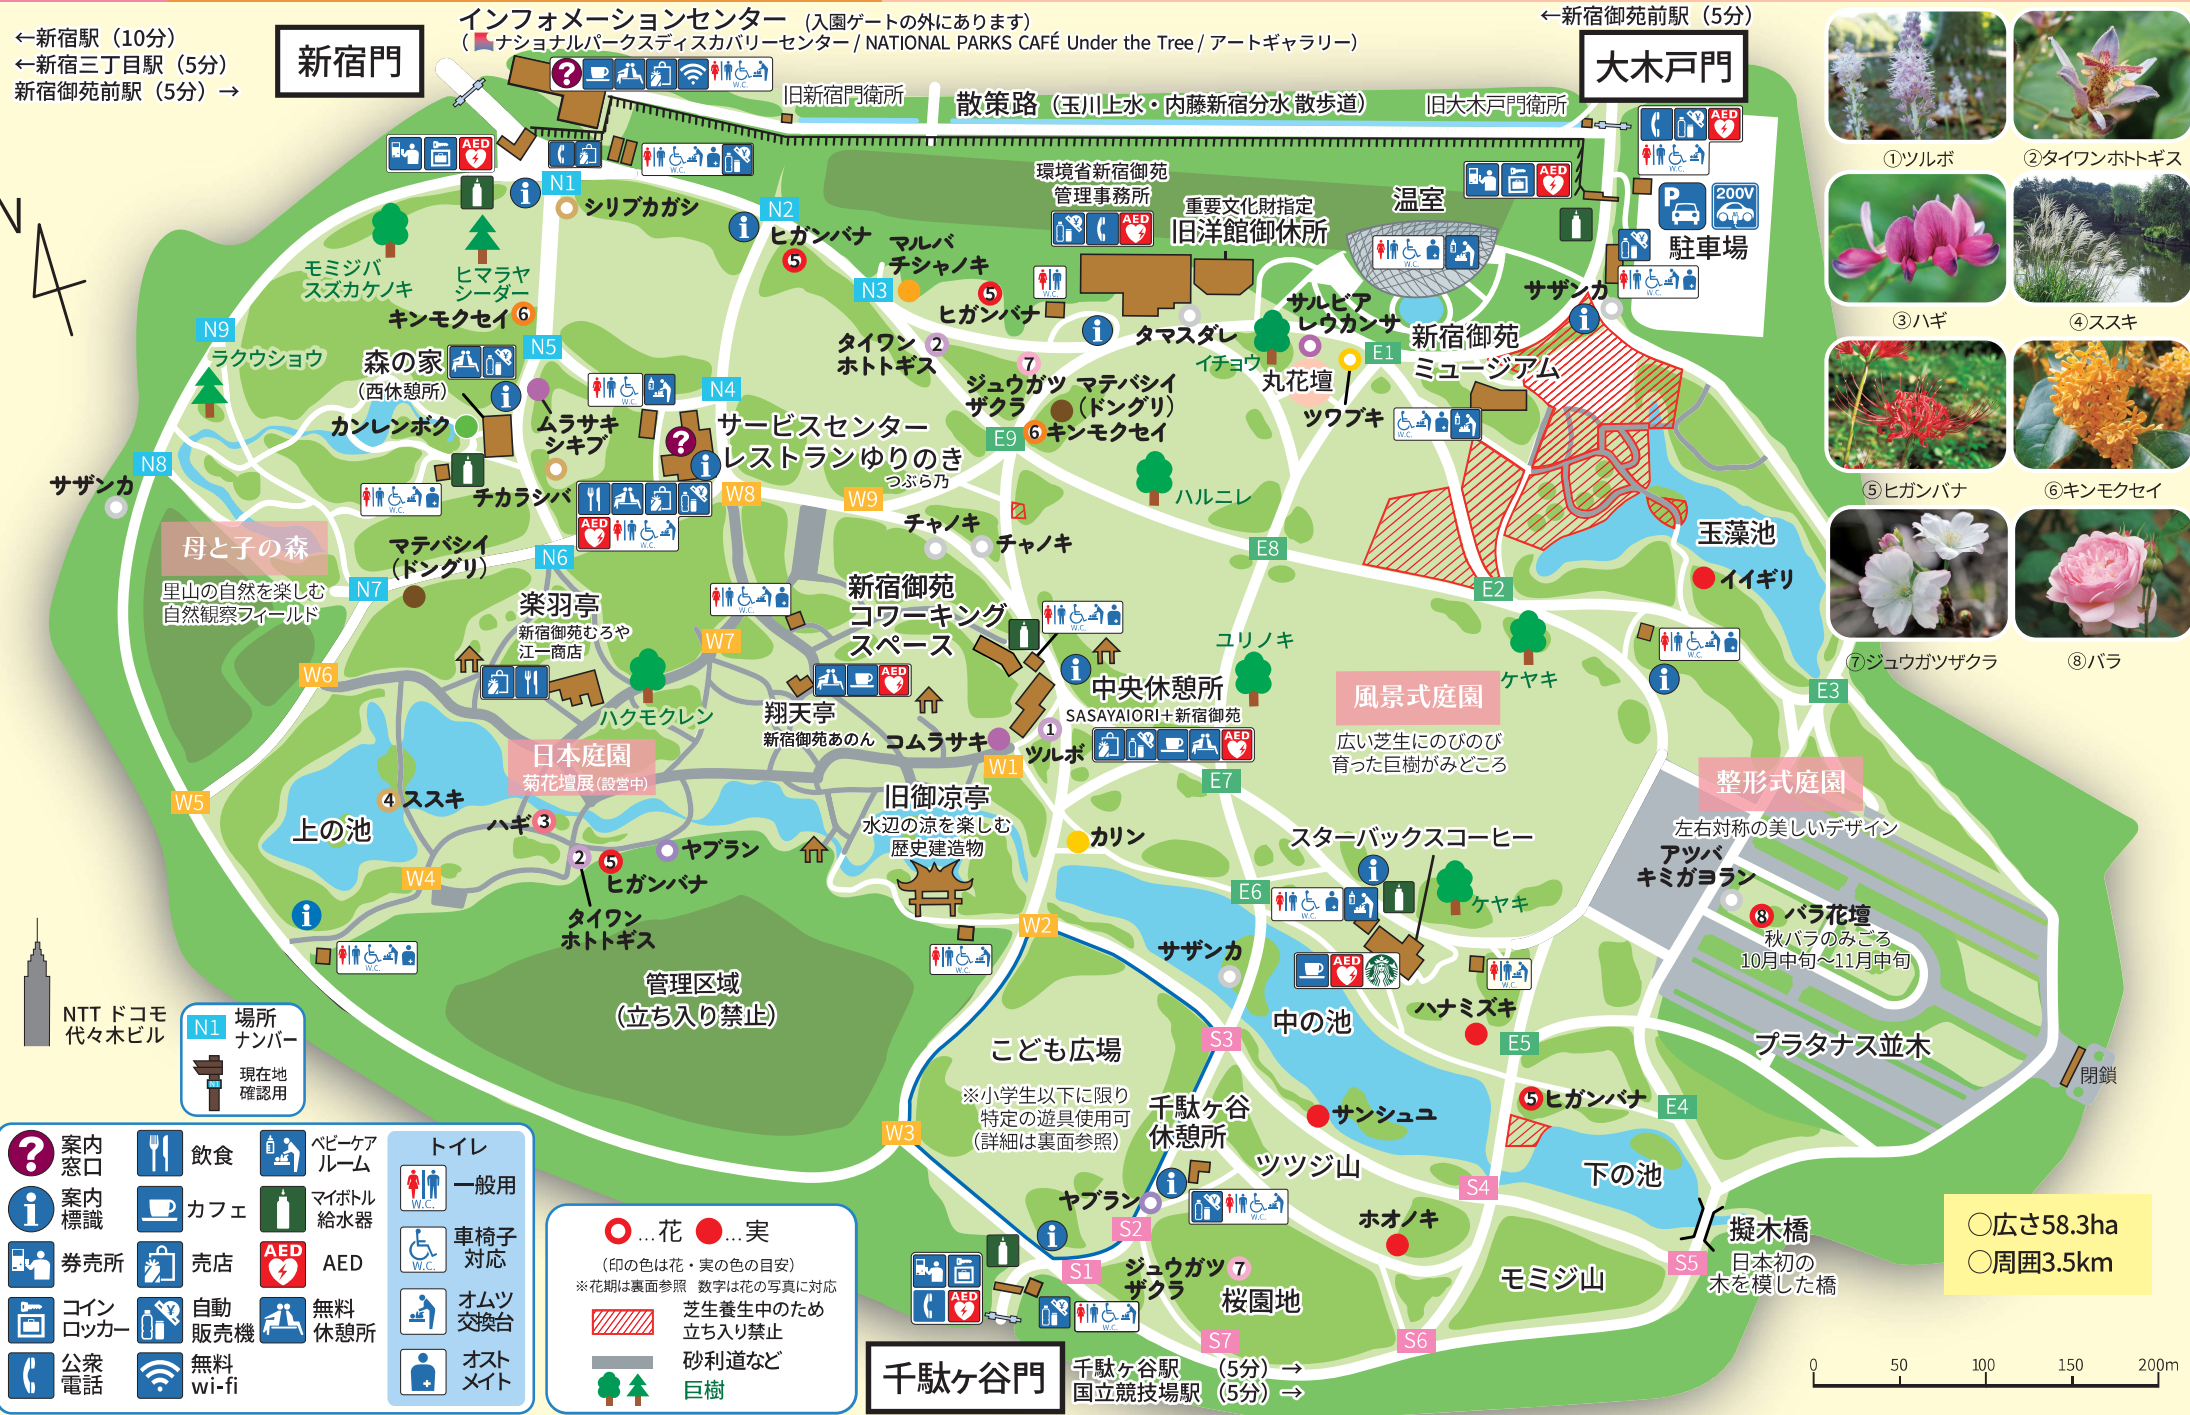 ←新宿駅（10分）
←新宿三丁目駅（5分）
新宿御苑前駅（5分）→
新宿門
インフォメーションセンター（入園ゲートの外にあります）
（ナショナルパークスディスカバリーセンター / NATIONAL PARKS CAFÉ Under the Tree / アートギャラリー）
←新宿御苑前駅（5分）
大木戸門
旧新宿門衛所
散策路（玉川上水・内藤新宿分水 散歩道）
旧大木戸門衛所
①ツルボ
②タイワンホトトギス
③ハギ
④ススキ
⑤ヒガンバナ
⑥キンモクセイ
⑦ジュウガツザクラ
⑧バラ
N
N1
シリブカガシ
N2
ヒガンバナ
5
マルバ
チシャノキ
N3
5
ヒガンバナ
環境省新宿御苑
管理事務所
重要文化財指定
旧洋館御休所
温室
駐車場
P
200V
サザンカ
モミジバ
スズカケノキ
ヒマラヤ
シーダー
キンモクセイ
6
N9
ラクウショウ
N5
森の家
（西休憩所）
カンレンボク
ムラサキ
シキブ
チカラシバ
N4
サービスセンター
レストランゆりのき
つぶら乃
タイワン
ホトトギス
2
7
ジュウガツ
ザクラ
マテバシイ
（ドングリ）
E9
6
キンモクセイ
タマスダレ
イチョウ
サルビア
レウカンサ
丸花壇
ツワブキ
E1
新宿御苑
ミュージアム
ハルニレ
N8
サザンカ
母と子の森
里山の自然を楽しむ
自然観察フィールド
マテバシイ
（ドングリ）
N7
N6
W8
W9
チャノキ
チャノキ
E8
E2
玉藻池
イイギリ
楽羽亭
新宿御苑むろや
江一商店
W7
W6
新宿御苑
コワーキング
スペース
ハクモクレン
翔天亭
新宿御苑あのん
コムラサキ
1
ツルボ
中央休憩所
SASAYAIORI＋新宿御苑
W1
ユリノキ
E7
風景式庭園
広い芝生にのびのび
育った巨樹がみどころ
ケヤキ
E3
日本庭園
菊花壇展（設営中）
W5
上の池
4
ススキ
ハギ
3
2
5
ヒガンバナ
タイワン
ホトトギス
ヤブラン
W4
旧御凉亭
水辺の涼を楽しむ
歴史建造物
カリン
W2
スターバックスコーヒー
E6
ケヤキ
サザンカ
整形式庭園
左右対称の美しいデザイン
アツバ
キミガヨラン
8
バラ花壇
秋バラのみごろ
10月中旬～11月中旬
プラタナス並木
閉鎖
NTT ドコモ
代々木ビル
N1
場所
ナンバー
N1
現在地
確認用
管理区域
（立ち入り禁止）
W3
こども広場
※小学生以下に限り
特定の遊具使用可
（詳細は裏面参照）
S3
中の池
ハナミズキ
E5
千駄ヶ谷
休憩所
サンシュユ
5
ヒガンバナ
E4
ツツジ山
ヤブラン
S2
S4
下の池
ホオノキ
S1
ジュウガツ
ザクラ
7
桜園地
モミジ山
S5
擬木橋
日本初の
木を模した橋
S7
S6
千駄ヶ谷門
千駄ヶ谷駅（5分）→
国立競技場駅（5分）→
○広さ58.3ha
○周囲3.5km
0 50 100 150 200m
案内
窓口
飲食
ベビーケア
ルーム
案内
標識
カフェ
マイボトル
給水器
券売所
売店
AED
AED
コイン
ロッカー
自動
販売機
無料
休憩所
公衆
電話
無料
wi-fi
トイレ
W.C.
一般用
W.C.
車椅子
対応
オムツ
交換台
オスト
メイト
…花
…実
（印の色は花・実の色の目安）
※花期は裏面参照 数字は花の写真に対応
芝生養生中のため
立ち入り禁止
砂利道など
巨樹